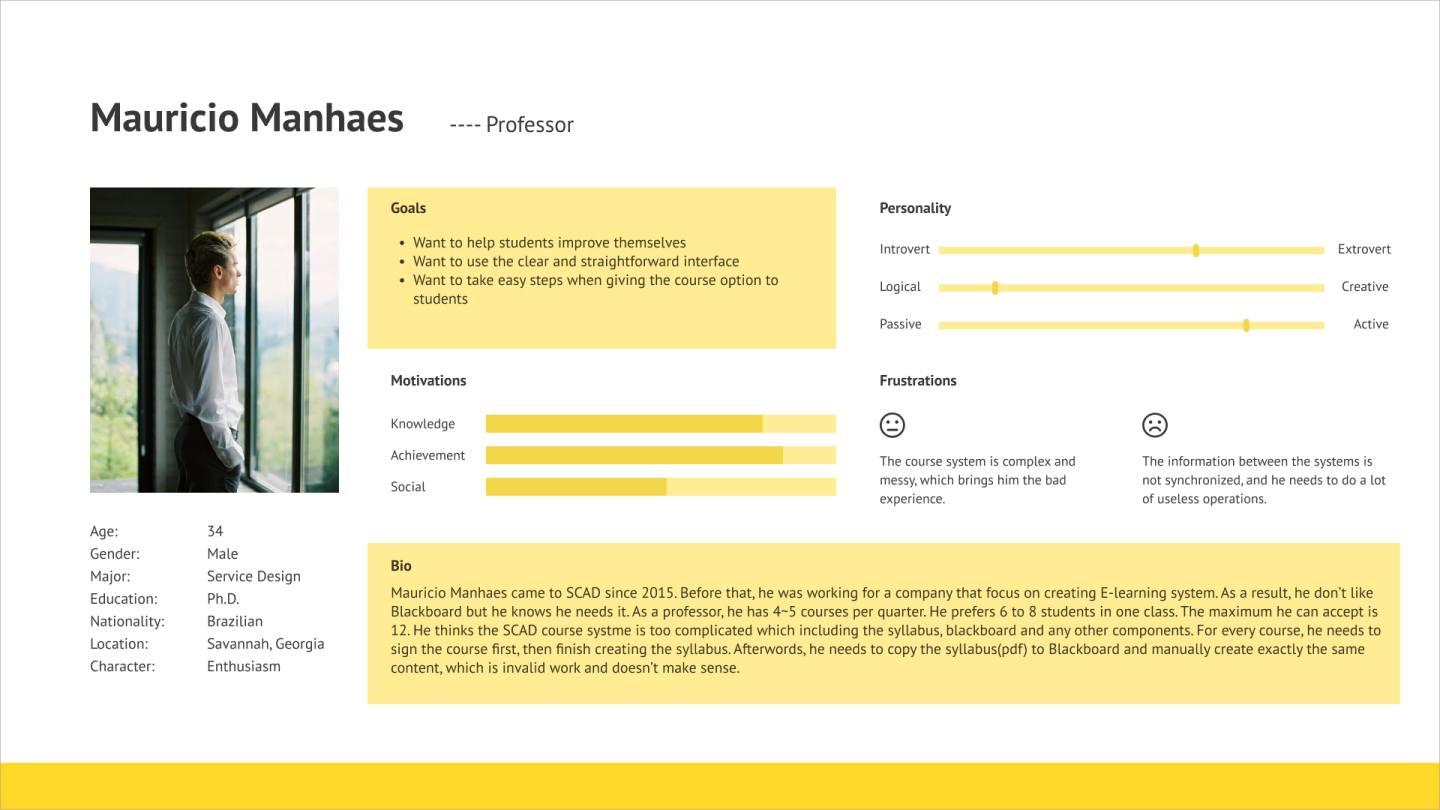 Mauricio Manhaes ---- Professor
Goals
• Want to help students improve themselves
• Want to use the clear and straightforward interface
• Want to take easy steps when giving the course option to
students
Personality
Introvert Extrovert
Logical Creative
Passive Active
Motivations
Knowledge
Achievement
Social
Frustrations
The course system is complex and
messy, which brings him the bad
experience.
The information between the systems is
not synchronized, and he needs to do a lot
of useless operations.
Age: 34
Gender: Male
Major: Service Design
Education: Ph.D.
Nationality: Brazilian
Location: Savannah, Georgia
Character: Enthusiasm
Bio
Mauricio Manhaes came to SCAD since 2015. Before that, he was working for a company that focus on creating E-learning system. As a result, he don't like
Blackboard but he knows he needs it. As a professor, he has 4~5 courses per quarter. He prefers 6 to 8 students in one class. The maximum he can accept is
12. He thinks the SCAD course systme is too complicated which including the syllabus, blackboard and any other components. For every course, he needs to
sign the course first, then finish creating the syllabus. Afterwords, he needs to copy the syllabus(pdf) to Blackboard and manually create exactly the same
content, which is invalid work and doesn't make sense.